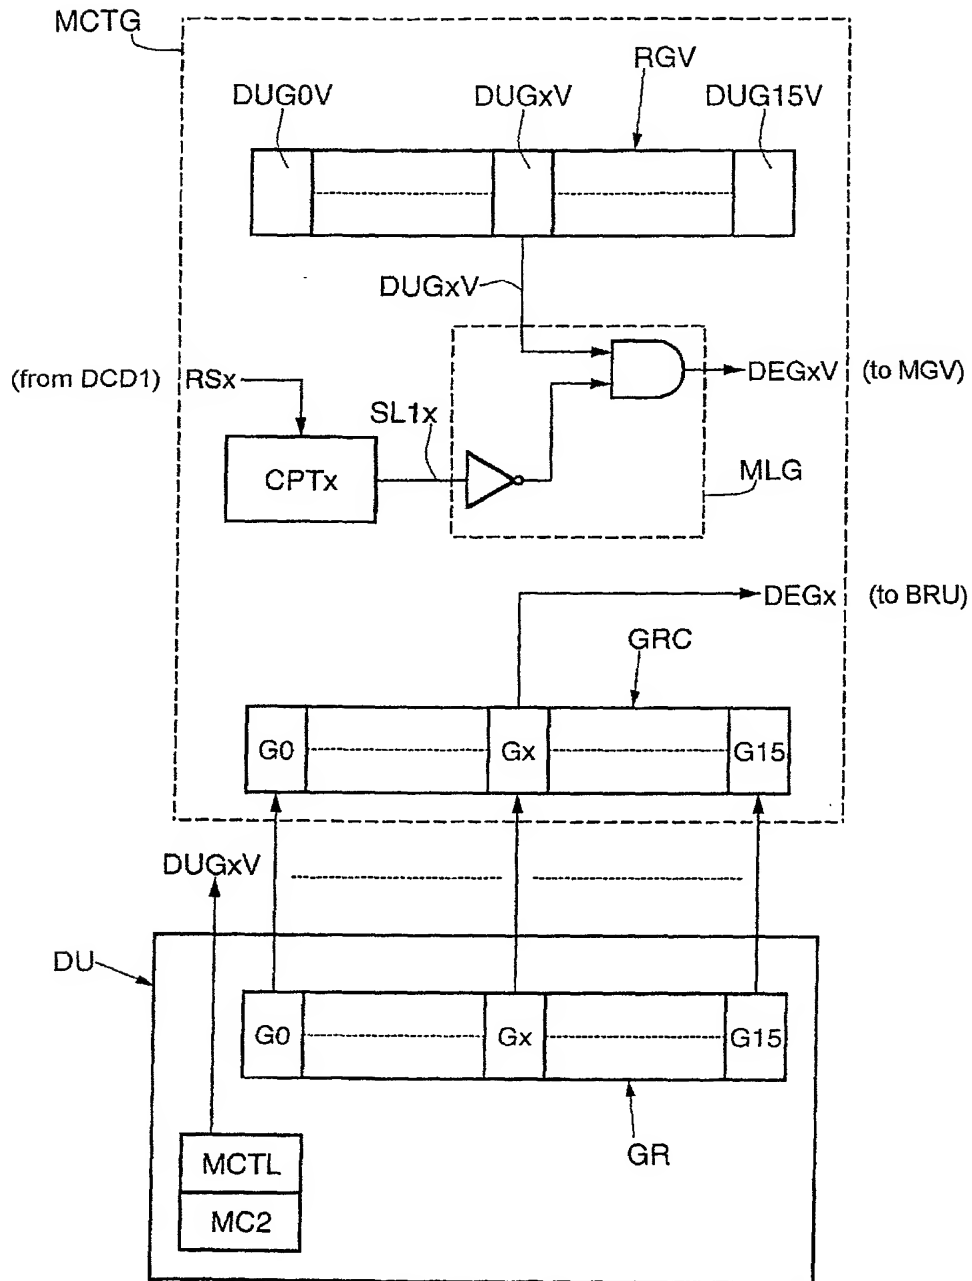 MCTG
RGV
DUG0V DUGxV DUG15V
DUGxV
(from DCD1) RSx
DEGxV (to MGV)
SL1x
CPTx
MLG
DEGx (to BRU)
GRC
G0 Gx G15
DUGxV
DU
G0 Gx G15
GR
MCTL
MC2